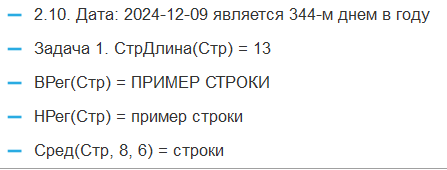 — 2.10. Дата: 2024-12-09 является 344-м днем в году
— Задача 1. СтрДлина(Стр) = 13
— ВРег(Стр) = ПРИМЕР СТРОКИ
— НРег(Стр) = пример строки
— Сред(Стр, 8, 6) = строки